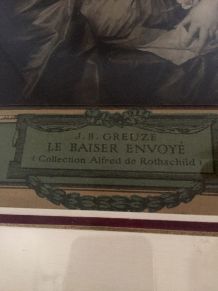 J. B. GREUZE
LE BAISER ENVOYÉ
(Collection Alfred de Rothschild)